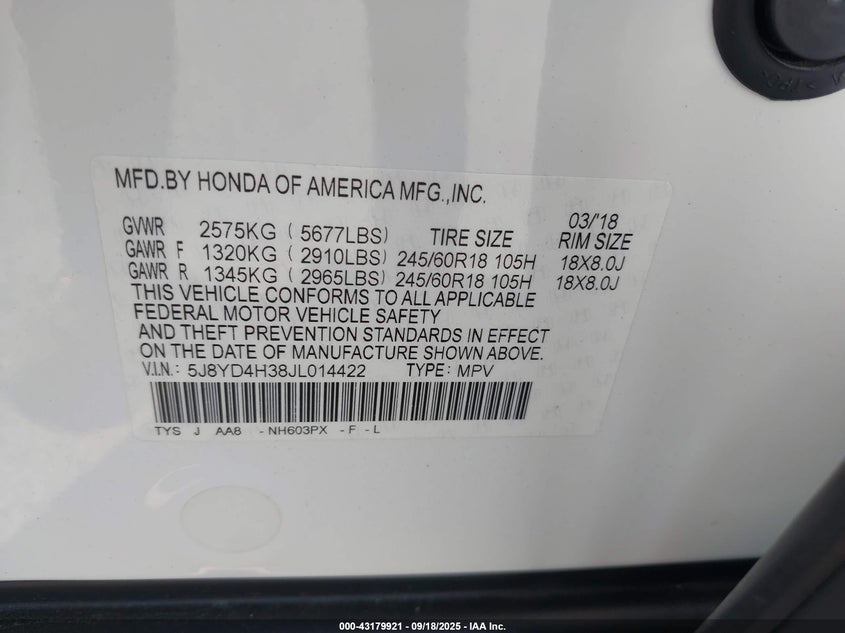 MFD.BY HONDA OF AMERICA MFG.,INC.
03/'18
GVWR 2575KG ( 5677LBS) TIRE SIZE RIM SIZE
GAWR F 1320KG ( 2910LBS) 245/60R18 105H 18X8.0J
GAWR R 1345KG ( 2965LBS) 245/60R18 105H 18X8.0J
THIS VEHICLE CONFORMS TO ALL APPLICABLE
FEDERAL MOTOR VEHICLE SAFETY
AND THEFT PREVENTION STANDARDS IN EFFECT
ON THE DATE OF MANUFACTURE SHOWN ABOVE.
V.I.N.: 5J8YD4H38JL014422 TYPE: MPV
TYS J AA8 -NH603PX -F -L
000-43179921 | 09/18/2025 | IAA Inc.